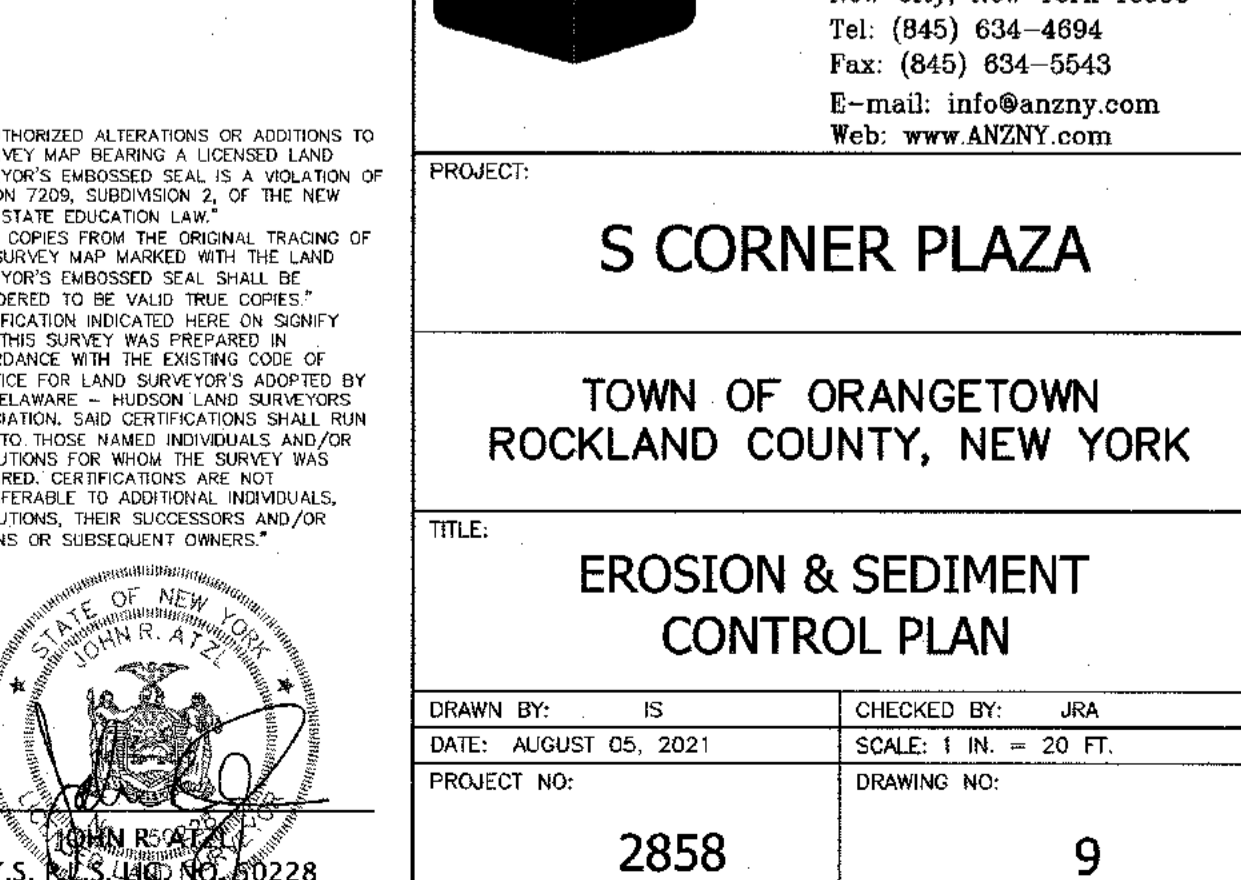 Tel: (845) 634-4694
Fax: (845) 634-5543
E-mail: info@anzny.com
Web: www.ANZNY.com
THORIZED ALTERATIONS OR ADDITIONS TO
VEY MAP BEARING A LICENSED LAND
YOR'S EMBOSSED SEAL IS A VIOLATION OF
ON 7209, SUBDIVISION 2, OF THE NEW
STATE EDUCATION LAW."
COPIES FROM THE ORIGINAL TRACING OF
SURVEY MAP MARKED WITH THE LAND
YOR'S EMBOSSED SEAL SHALL BE
DERED TO BE VALID TRUE COPIES."
FICATION INDICATED HERE ON SIGNIFY
THIS SURVEY WAS PREPARED IN
RDANCE WITH THE EXISTING CODE OF
TICE FOR LAND SURVEYOR'S ADOPTED BY
ELAWARE - HUDSON LAND SURVEYORS
IATION. SAID CERTIFICATIONS SHALL RUN
TO THOSE NAMED INDIVIDUALS AND/OR
UTIONS FOR WHOM THE SURVEY WAS
RED. CERTIFICATIONS ARE NOT
FERABLE TO ADDITIONAL INDIVIDUALS,
UTIONS, THEIR SUCCESSORS AND/OR
NS OR SUBSEQUENT OWNERS."
STATE OF NEW YORK
JOHN R. ATZL
JOHN R. ATZL
Y.S. P.L.S. LIC. NO. 50228
PROJECT:
S CORNER PLAZA
TOWN OF ORANGETOWN
ROCKLAND COUNTY, NEW YORK
TITLE:
EROSION & SEDIMENT
CONTROL PLAN
DRAWN BY: IS
CHECKED BY: JRA
DATE: AUGUST 05, 2021
SCALE: 1 IN. = 20 FT.
PROJECT NO:
2858
DRAWING NO:
9